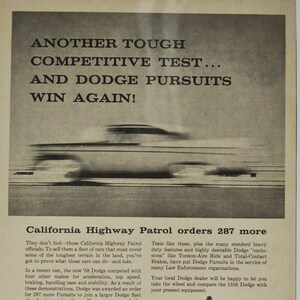 ANOTHER TOUGH
COMPETITIVE TEST...
AND DODGE PURSUITS
WIN AGAIN!
California Highway Patrol orders 287 more
They don't fool—those California Highway Patrol
officials. To sell them a fleet of cars that must cover
some of the toughest terrain in the land, you've
got to prove what those cars can do—and take.
In a recent test, the new '58 Dodge competed with
four other makes for acceleration, top speed,
braking, handling ease and stability. As a result of
these demonstrations, Dodge was awarded an order
for 287 more Pursuits to join a larger Dodge fleet
Tests like these, plus the many standard heavy
duty features and highly desirable Dodge "exclu-
sives" like Torsion-Aire Ride and Total-Contact
Brakes, have put Dodge Pursuits in the service of
many Law Enforcement organizations.
Your local Dodge dealer will be happy to let you
take the wheel and compare the 1958 Dodge with
your present equipment.